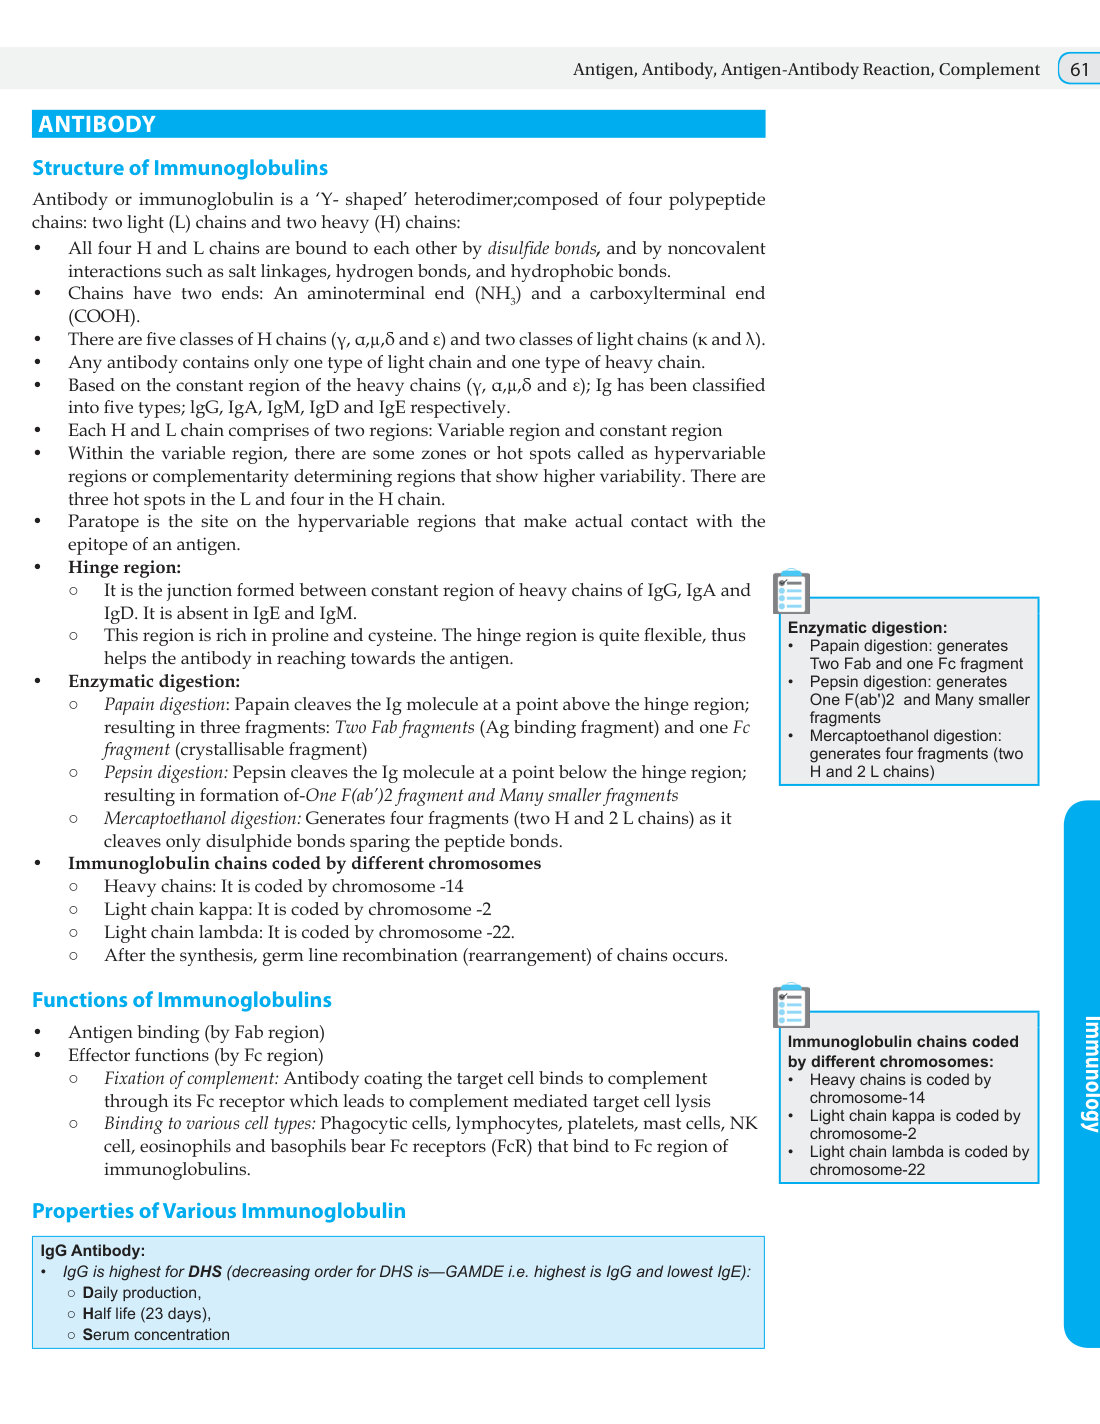 Antigen, Antibody, Antigen-Antibody Reaction, Complement 61
ANTIBODY
Structure of Immunoglobulins
Antibody or immunoglobulin is a ‘Y- shaped’ heterodimer;composed of four polypeptide
chains: two light (L) chains and two heavy (H) chains:
• All four H and L chains are bound to each other by disulfide bonds, and by noncovalent
interactions such as salt linkages, hydrogen bonds, and hydrophobic bonds.
• Chains have two ends: An aminoterminal end (NH3) and a carboxylterminal end
(COOH).
• There are five classes of H chains (γ, α,μ,δ and ε) and two classes of light chains (κ and λ).
• Any antibody contains only one type of light chain and one type of heavy chain.
• Based on the constant region of the heavy chains (γ, α,μ,δ and ε); Ig has been classified
into five types; lgG, IgA, IgM, IgD and IgE respectively.
• Each H and L chain comprises of two regions: Variable region and constant region
• Within the variable region, there are some zones or hot spots called as hypervariable
regions or complementarity determining regions that show higher variability. There are
three hot spots in the L and four in the H chain.
• Paratope is the site on the hypervariable regions that make actual contact with the
epitope of an antigen.
• Hinge region:
○ It is the junction formed between constant region of heavy chains of IgG, IgA and
IgD. It is absent in IgE and IgM.
○ This region is rich in proline and cysteine. The hinge region is quite flexible, thus
helps the antibody in reaching towards the antigen.
• Enzymatic digestion:
○ Papain digestion: Papain cleaves the Ig molecule at a point above the hinge region;
resulting in three fragments: Two Fab fragments (Ag binding fragment) and one Fc
fragment (crystallisable fragment)
○ Pepsin digestion: Pepsin cleaves the Ig molecule at a point below the hinge region;
resulting in formation of-One F(ab’)2 fragment and Many smaller fragments
○ Mercaptoethanol digestion: Generates four fragments (two H and 2 L chains) as it
cleaves only disulphide bonds sparing the peptide bonds.
• Immunoglobulin chains coded by different chromosomes
○ Heavy chains: It is coded by chromosome -14
○ Light chain kappa: It is coded by chromosome -2
○ Light chain lambda: It is coded by chromosome -22.
○ After the synthesis, germ line recombination (rearrangement) of chains occurs.
Functions of Immunoglobulins
• Antigen binding (by Fab region)
• Effector functions (by Fc region)
○ Fixation of complement: Antibody coating the target cell binds to complement
through its Fc receptor which leads to complement mediated target cell lysis
○ Binding to various cell types: Phagocytic cells, lymphocytes, platelets, mast cells, NK
cell, eosinophils and basophils bear Fc receptors (FcR) that bind to Fc region of
immunoglobulins.
Properties of Various Immunoglobulin
IgG Antibody:
• IgG is highest for DHS (decreasing order for DHS is—GAMDE i.e. highest is IgG and lowest IgE):
○ Daily production,
○ Half life (23 days),
○ Serum concentration
Enzymatic digestion:
• Papain digestion: generates
Two Fab and one Fc fragment
• Pepsin digestion: generates
One F(ab')2 and Many smaller
fragments
• Mercaptoethanol digestion:
generates four fragments (two
H and 2 L chains)
Immunoglobulin chains coded
by different chromosomes:
• Heavy chains is coded by
chromosome-14
• Light chain kappa is coded by
chromosome-2
• Light chain lambda is coded by
chromosome-22
Immunology